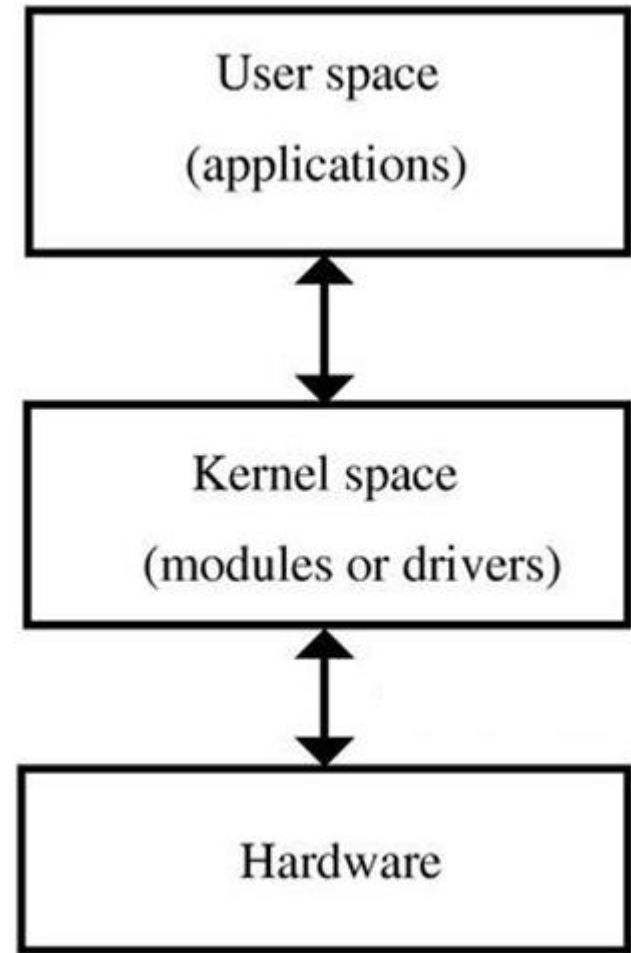 User space
(applications)
Kernel space
(modules or drivers)
Hardware